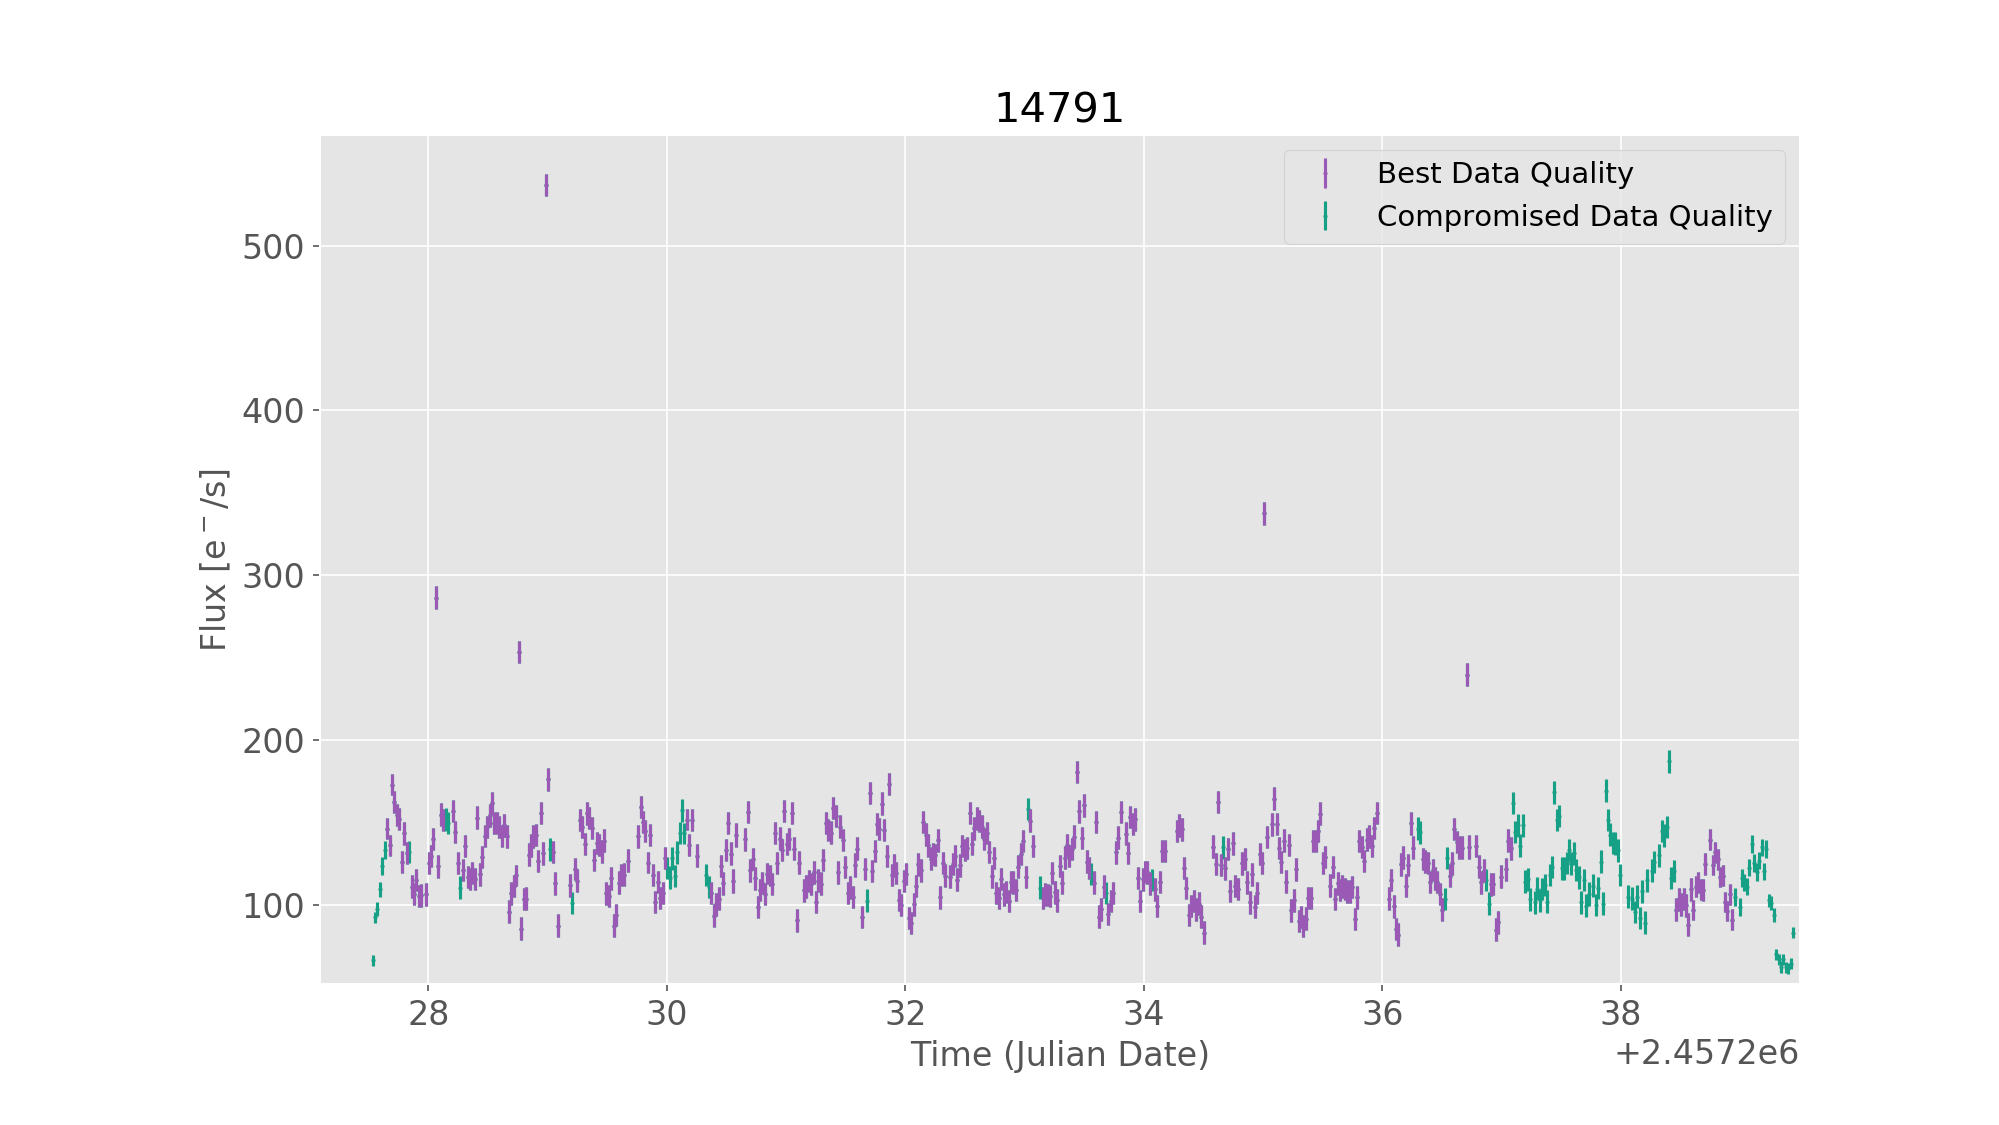 14791
Best Data Quality
Compromised Data Quality
500
400
300
200
100
Flux [e⁻/s]
28 30 32 34 36 38
Time (Julian Date)
+2.4572e6